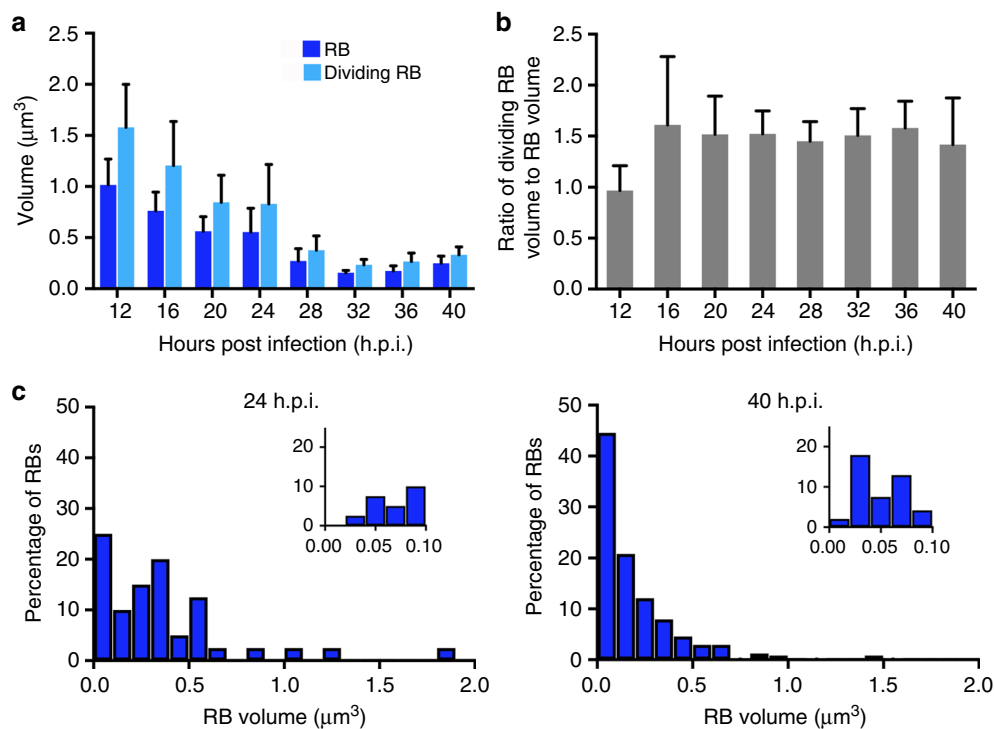 a
2.5
2.0
1.5
1.0
0.5
0.0
Volume (μm³)
RB
Dividing RB
12 16 20 24 28 32 36 40
Hours post infection (h.p.i.)
b
2.5
2.0
1.5
1.0
0.5
0.0
Ratio of dividing RB
volume to RB volume
12 16 20 24 28 32 36 40
Hours post infection (h.p.i.)
c
24 h.p.i.
50
40
30
20
10
0
Percentage of RBs
0.0 0.5 1.0 1.5 2.0
RB volume (μm³)
20
10
0
0.00 0.05 0.10
40 h.p.i.
50
40
30
20
10
0
Percentage of RBs
0.0 0.5 1.0 1.5 2.0
RB volume (μm³)
20
10
0
0.00 0.05 0.10